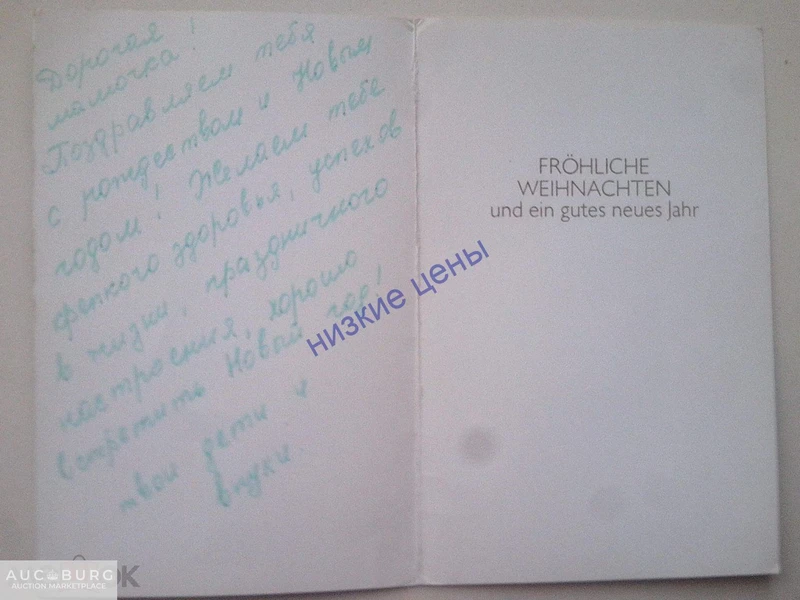 Дорогая
мамочка!
Поздравляем тебя
с рождеством и Новым
годом! Желаем тебе
крепкого здоровья, успехов
в жизни, праздничного
настроения, хорошо
встретить Новый год!
твои дети и
внуки.
FRÖHLICHE
WEIHNACHTEN
und ein gutes neues Jahr
низкие цены
AUCBURG
AUCTION MARKETPLACE